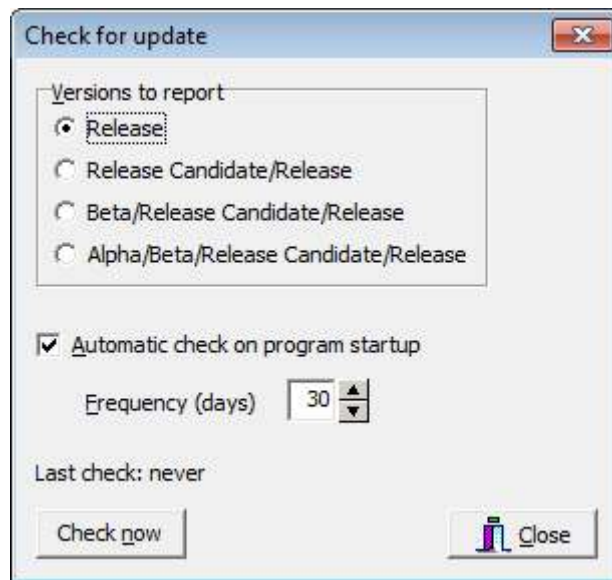 Check for update
Versions to report
Release
Release Candidate/Release
Beta/Release Candidate/Release
Alpha/Beta/Release Candidate/Release
Automatic check on program startup
Frequency (days) 30
Last check: never
Check now Close